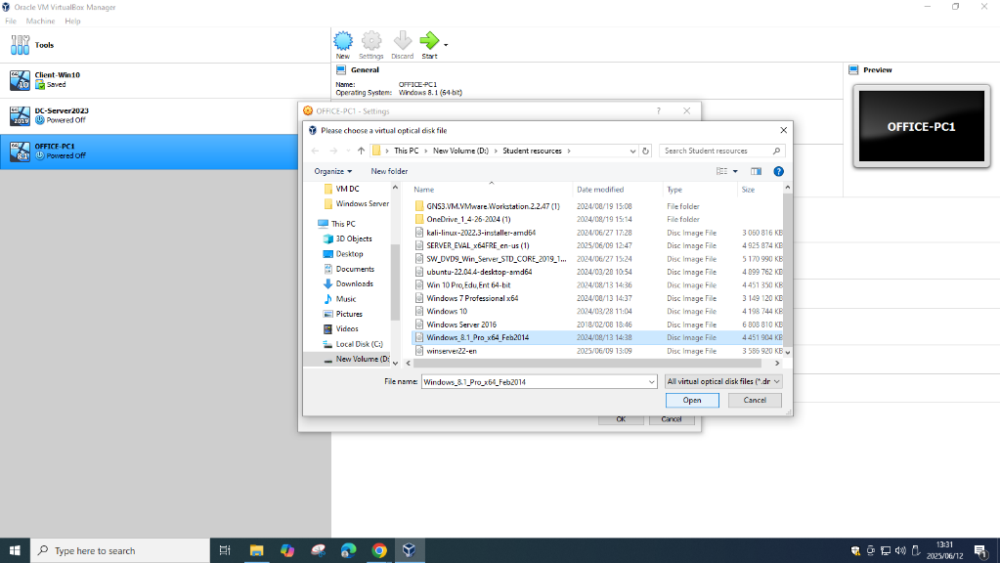 Oracle VM VirtualBox Manager
File Machine Help
Tools
New Settings Discard Start
Client-Win10
Saved
DC-Server2023
Powered Off
OFFICE-PC1
Powered Off
General
Name: OFFICE-PC1
Operating System: Windows 8.1 (64-bit)
Preview
OFFICE-PC1
OFFICE-PC1 - Settings ?
Please choose a virtual optical disk file
This PC > New Volume (D:) > Student resources >
Search Student resources
Organize New folder
VM DC
Windows Server
This PC
3D Objects
Desktop
Documents
Downloads
Music
Pictures
Videos
Local Disk (C:)
New Volume (D:
Name Date modified Type Size
GNS3.VM.VMware.Workstation.2.2.47 (1) 2024/08/19 15:08 File folder
OneDrive_1_4-26-2024 (1) 2024/08/19 15:14 File folder
kali-linux-2022.3-installer-amd64 2024/06/27 17:28 Disc Image File 3 060 816 KB
SERVER_EVAL_x64FRE_en-us (1) 2025/06/09 12:47 Disc Image File 4 925 874 KB
SW_DVD9_Win_Server_STD_CORE_2019_1... 2024/06/27 15:24 Disc Image File 5 170 990 KB
ubuntu-22.04.4-desktop-amd64 2024/03/28 10:54 Disc Image File 4 899 762 KB
Win 10 Pro,Edu,Ent 64-bit 2024/08/13 14:36 Disc Image File 4 451 350 KB
Windows 7 Professional x64 2024/08/13 14:37 Disc Image File 3 149 120 KB
Windows 10 2024/03/28 11:04 Disc Image File 4 198 744 KB
Windows Server 2016 2018/02/08 18:46 Disc Image File 6 808 810 KB
Windows_8.1_Pro_x64_Feb2014 2024/08/13 14:38 Disc Image File 4 451 904 KB
winserver22-en 2025/06/09 13:09 Disc Image File 3 586 920 KB
File name: Windows_8.1_Pro_x64_Feb2014 All virtual optical disk files (*.dr
Open Cancel
OK Cancel
Type here to search
13:31
2025/06/12